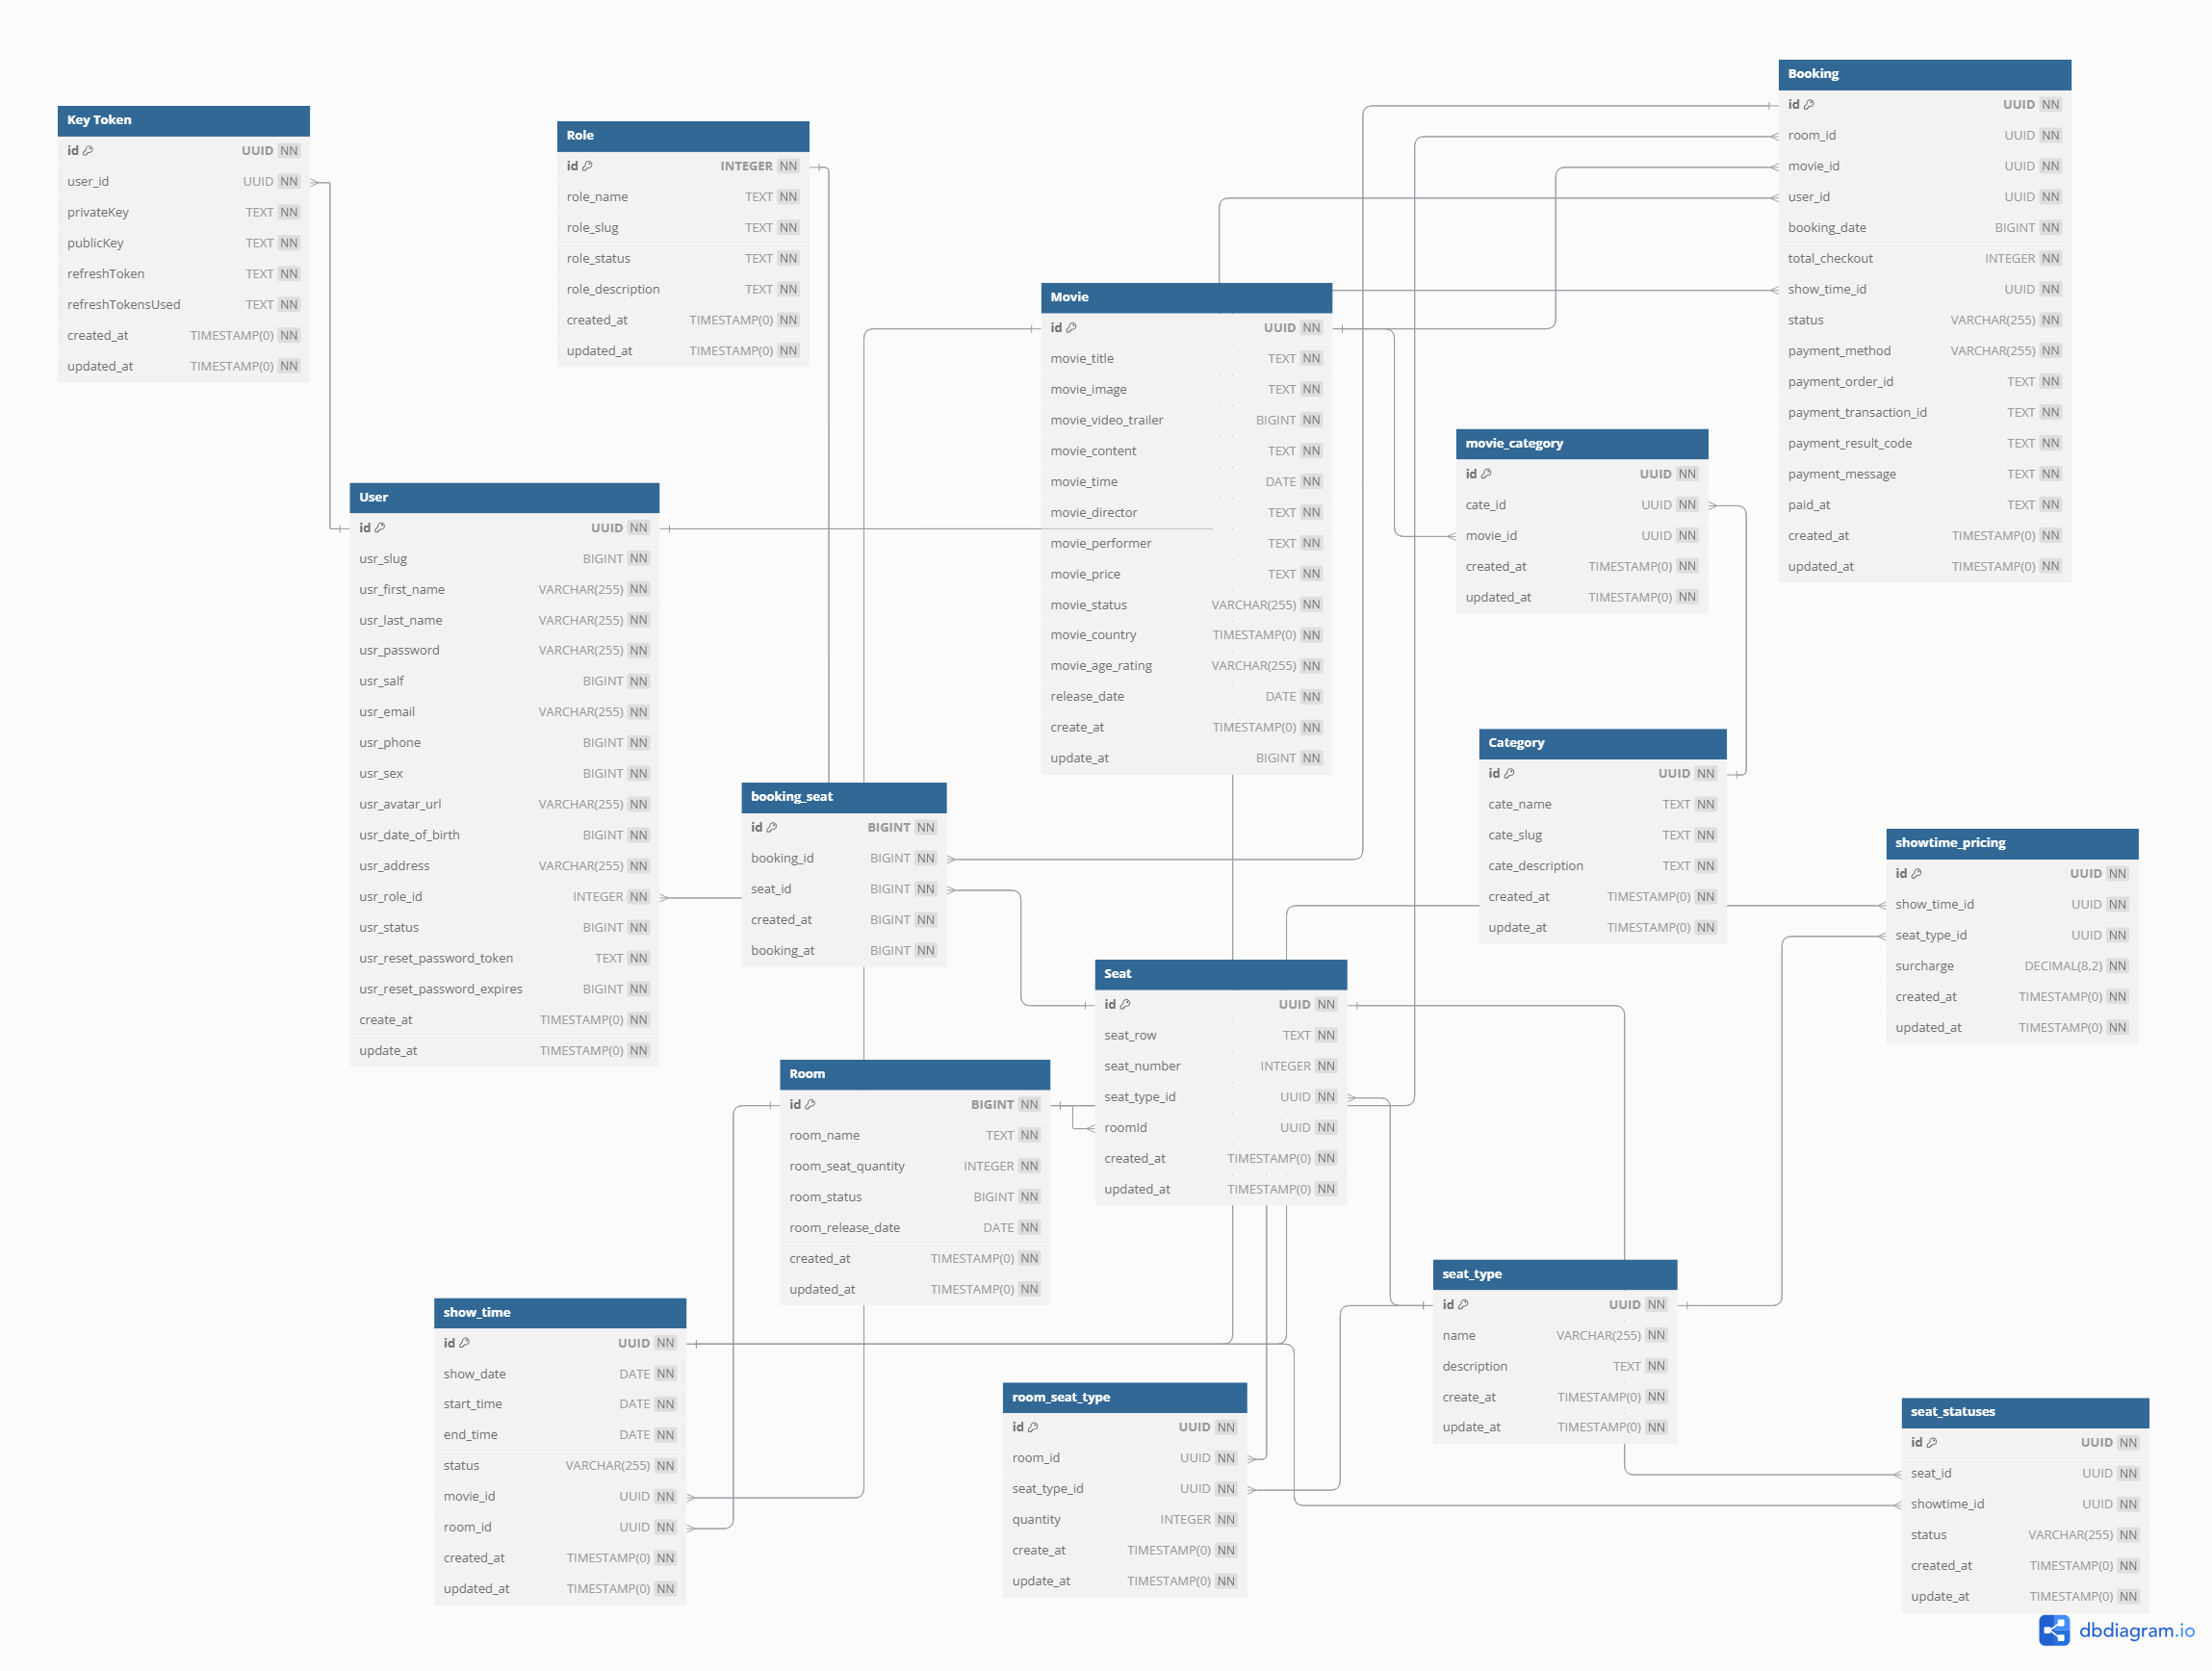 Key Token
id UUID NN
user_id UUID NN
privateKey TEXT NN
publicKey TEXT NN
refreshToken TEXT NN
refreshTokensUsed TEXT NN
created_at TIMESTAMP(0) NN
updated_at TIMESTAMP(0) NN
Role
id INTEGER NN
role_name TEXT NN
role_slug TEXT NN
role_status TEXT NN
role_description TEXT NN
created_at TIMESTAMP(0) NN
updated_at TIMESTAMP(0) NN
Booking
id UUID NN
room_id UUID NN
movie_id UUID NN
user_id UUID NN
booking_date BIGINT NN
total_checkout INTEGER NN
show_time_id UUID NN
status VARCHAR(255) NN
payment_method VARCHAR(255) NN
payment_order_id TEXT NN
payment_transaction_id TEXT NN
payment_result_code TEXT NN
payment_message TEXT NN
paid_at TEXT NN
created_at TIMESTAMP(0) NN
updated_at TIMESTAMP(0) NN
Movie
id UUID NN
movie_title TEXT NN
movie_image TEXT NN
movie_video_trailer BIGINT NN
movie_content TEXT NN
movie_time DATE NN
movie_director TEXT NN
movie_performer TEXT NN
movie_price TEXT NN
movie_status VARCHAR(255) NN
movie_country TIMESTAMP(0) NN
movie_age_rating VARCHAR(255) NN
release_date DATE NN
create_at TIMESTAMP(0) NN
update_at BIGINT NN
movie_category
id UUID NN
cate_id UUID NN
movie_id UUID NN
created_at TIMESTAMP(0) NN
updated_at TIMESTAMP(0) NN
User
id UUID NN
usr_slug BIGINT NN
usr_first_name VARCHAR(255) NN
usr_last_name VARCHAR(255) NN
usr_password VARCHAR(255) NN
usr_salf BIGINT NN
usr_email VARCHAR(255) NN
usr_phone BIGINT NN
usr_sex BIGINT NN
usr_avatar_url VARCHAR(255) NN
usr_date_of_birth BIGINT NN
usr_address VARCHAR(255) NN
usr_role_id INTEGER NN
usr_status BIGINT NN
usr_reset_password_token TEXT NN
usr_reset_password_expires BIGINT NN
create_at TIMESTAMP(0) NN
update_at TIMESTAMP(0) NN
booking_seat
id BIGINT NN
booking_id BIGINT NN
seat_id BIGINT NN
created_at BIGINT NN
booking_at BIGINT NN
Category
id UUID NN
cate_name TEXT NN
cate_slug TEXT NN
cate_description TEXT NN
created_at TIMESTAMP(0) NN
update_at TIMESTAMP(0) NN
showtime_pricing
id UUID NN
show_time_id UUID NN
seat_type_id UUID NN
surcharge DECIMAL(8,2) NN
created_at TIMESTAMP(0) NN
updated_at TIMESTAMP(0) NN
Seat
id UUID NN
seat_row TEXT NN
seat_number INTEGER NN
seat_type_id UUID NN
roomId UUID NN
created_at TIMESTAMP(0) NN
updated_at TIMESTAMP(0) NN
Room
id BIGINT NN
room_name TEXT NN
room_seat_quantity INTEGER NN
room_status BIGINT NN
room_release_date DATE NN
created_at TIMESTAMP(0) NN
updated_at TIMESTAMP(0) NN
show_time
id UUID NN
show_date DATE NN
start_time DATE NN
end_time DATE NN
status VARCHAR(255) NN
movie_id UUID NN
room_id UUID NN
created_at TIMESTAMP(0) NN
updated_at TIMESTAMP(0) NN
seat_type
id UUID NN
name VARCHAR(255) NN
description TEXT NN
create_at TIMESTAMP(0) NN
update_at TIMESTAMP(0) NN
room_seat_type
id UUID NN
room_id UUID NN
seat_type_id UUID NN
quantity INTEGER NN
create_at TIMESTAMP(0) NN
update_at TIMESTAMP(0) NN
seat_statuses
id UUID NN
seat_id UUID NN
showtime_id UUID NN
status VARCHAR(255) NN
created_at TIMESTAMP(0) NN
update_at TIMESTAMP(0) NN
dbdiagram.io